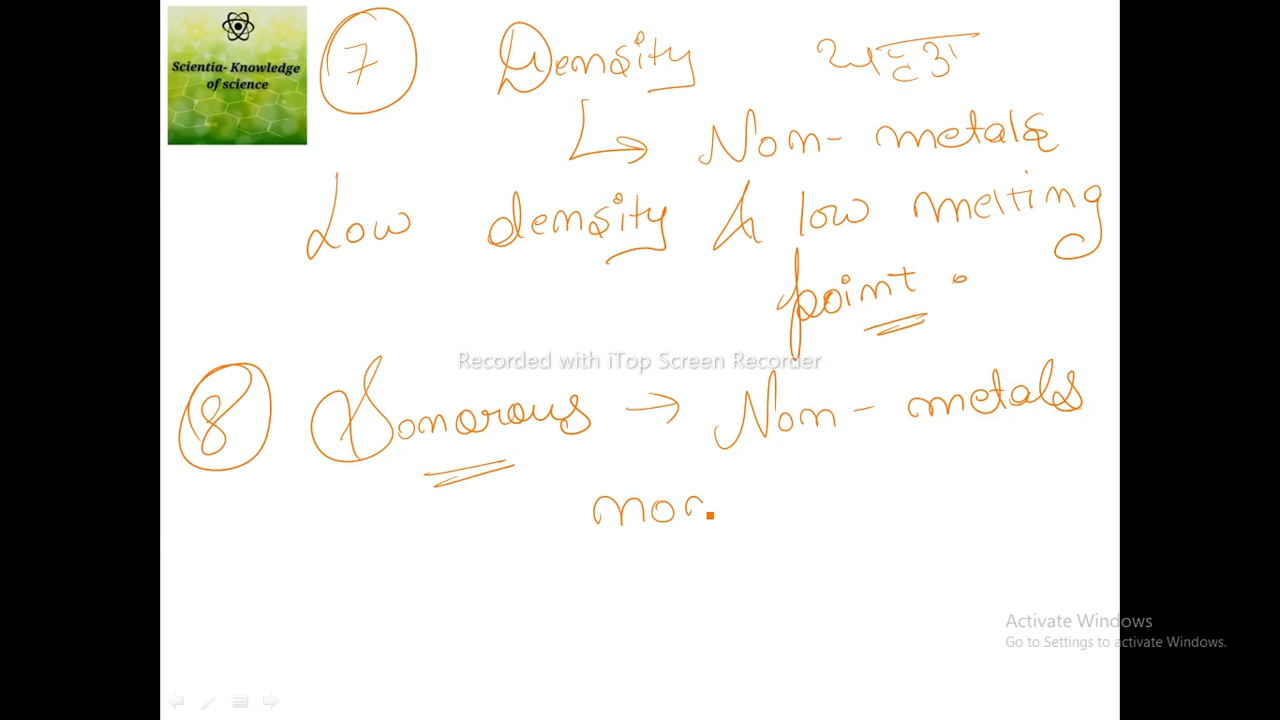 Scientia- Knowledge
of science
7 Density
Non-metals
Low density & low melting
point.
Recorded with iTop Screen Recorder
8 Sonorous → Non-metals
non
Activate Windows
Go to Settings to activate Windows.